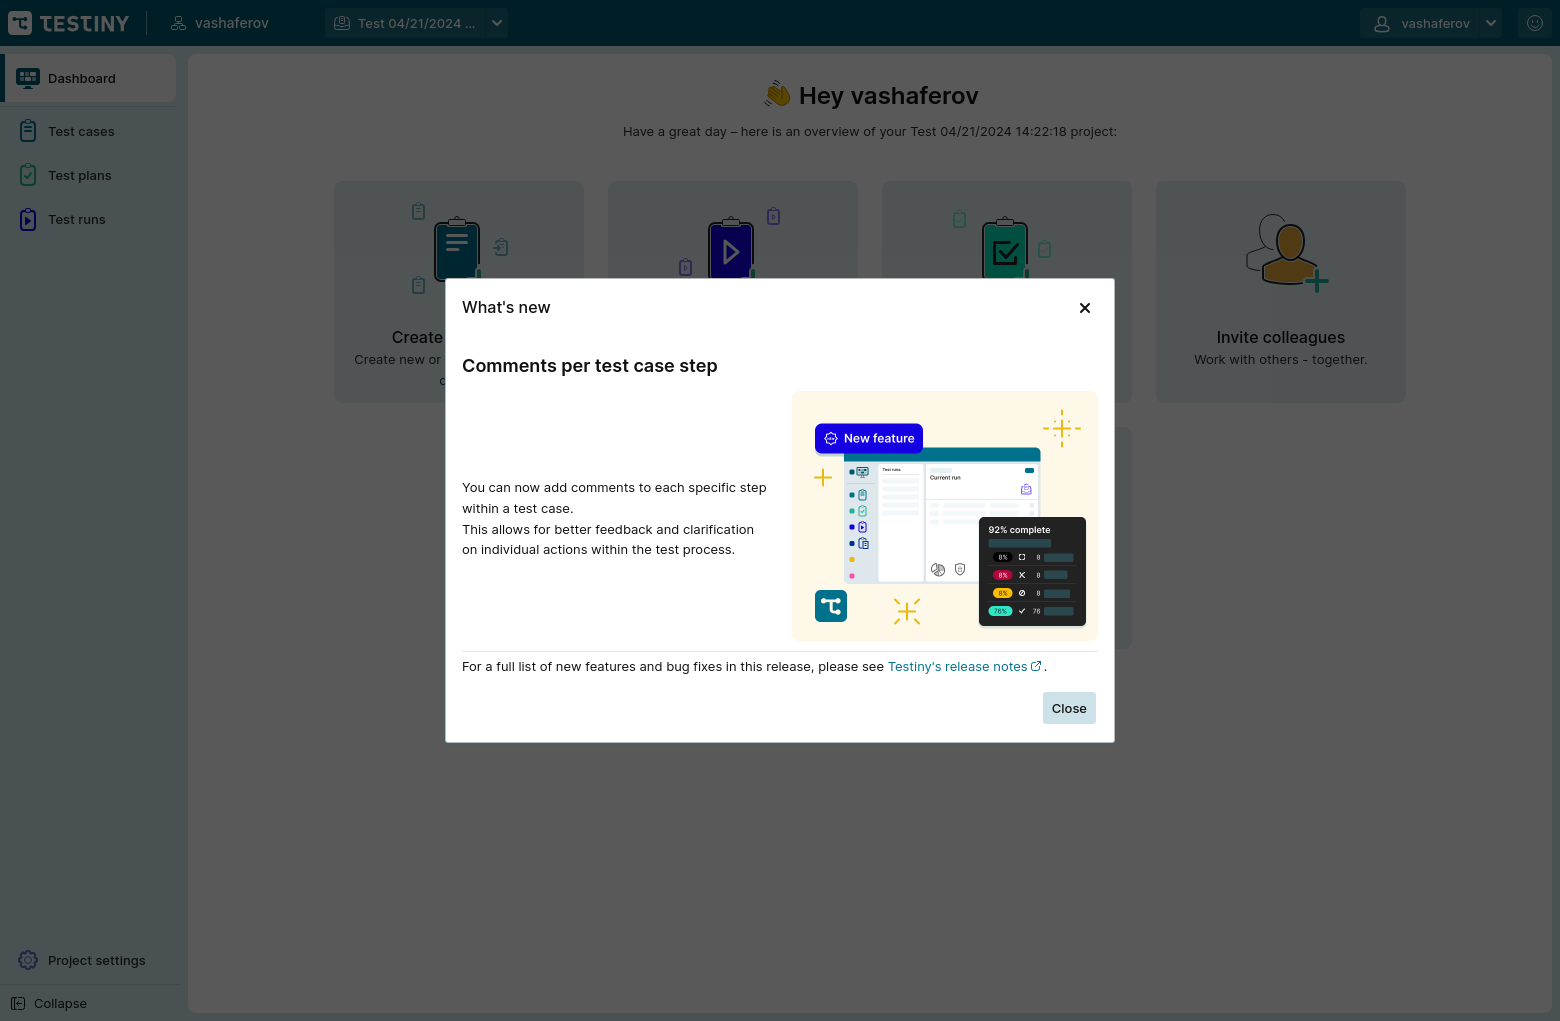 TESTINY
vashaferov
Test 04/21/2024 ...
vashaferov
Dashboard
Test cases
Test plans
Test runs
Project settings
Collapse
Hey vashaferov
Have a great day – here is an overview of your Test 04/21/2024 14:22:18 project:
Create
Create new or
Invite colleagues
Work with others - together.
What's new
Comments per test case step
You can now add comments to each specific step
within a test case.
This allows for better feedback and clarification
on individual actions within the test process.
New feature
Test runs
Current run
92% complete
8% 8
8% 8
8% 8
76% 76
For a full list of new features and bug fixes in this release, please see Testiny's release notes .
Close